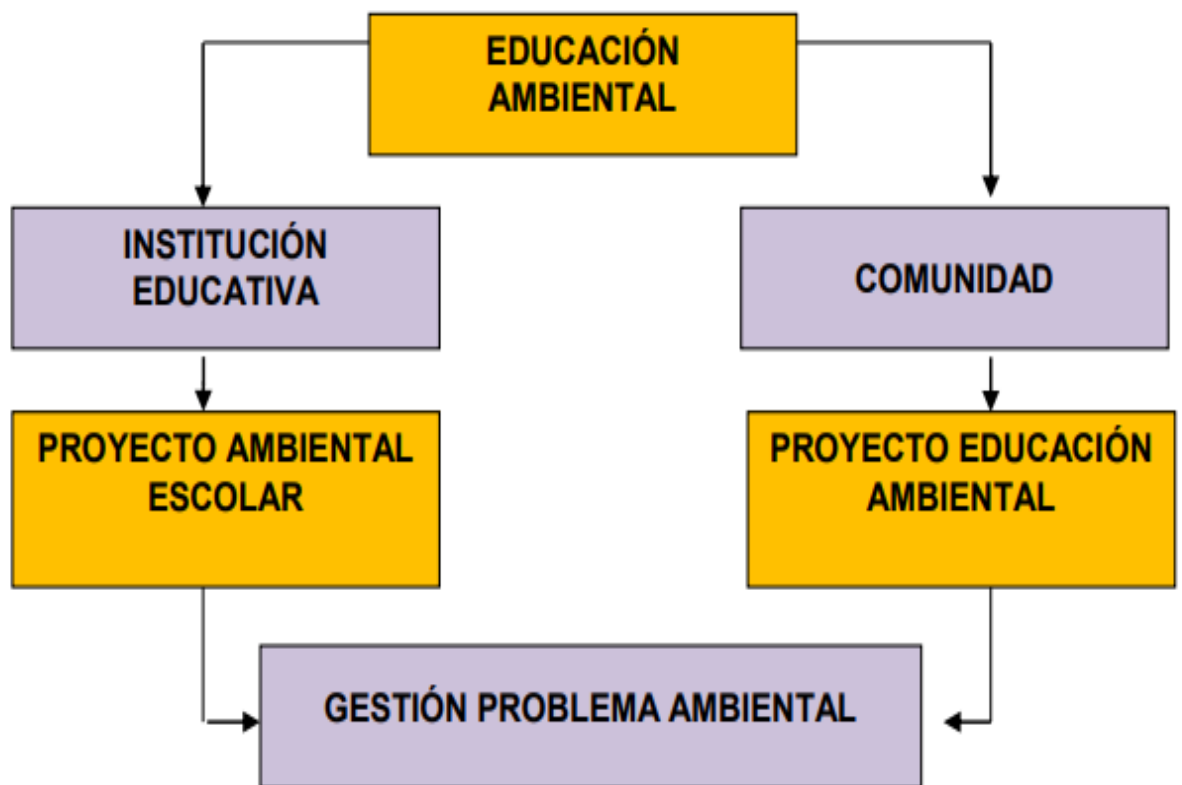 EDUCACIÓN
AMBIENTAL
INSTITUCIÓN
EDUCATIVA
COMUNIDAD
PROYECTO AMBIENTAL
ESCOLAR
PROYECTO EDUCACIÓN
AMBIENTAL
GESTIÓN PROBLEMA AMBIENTAL